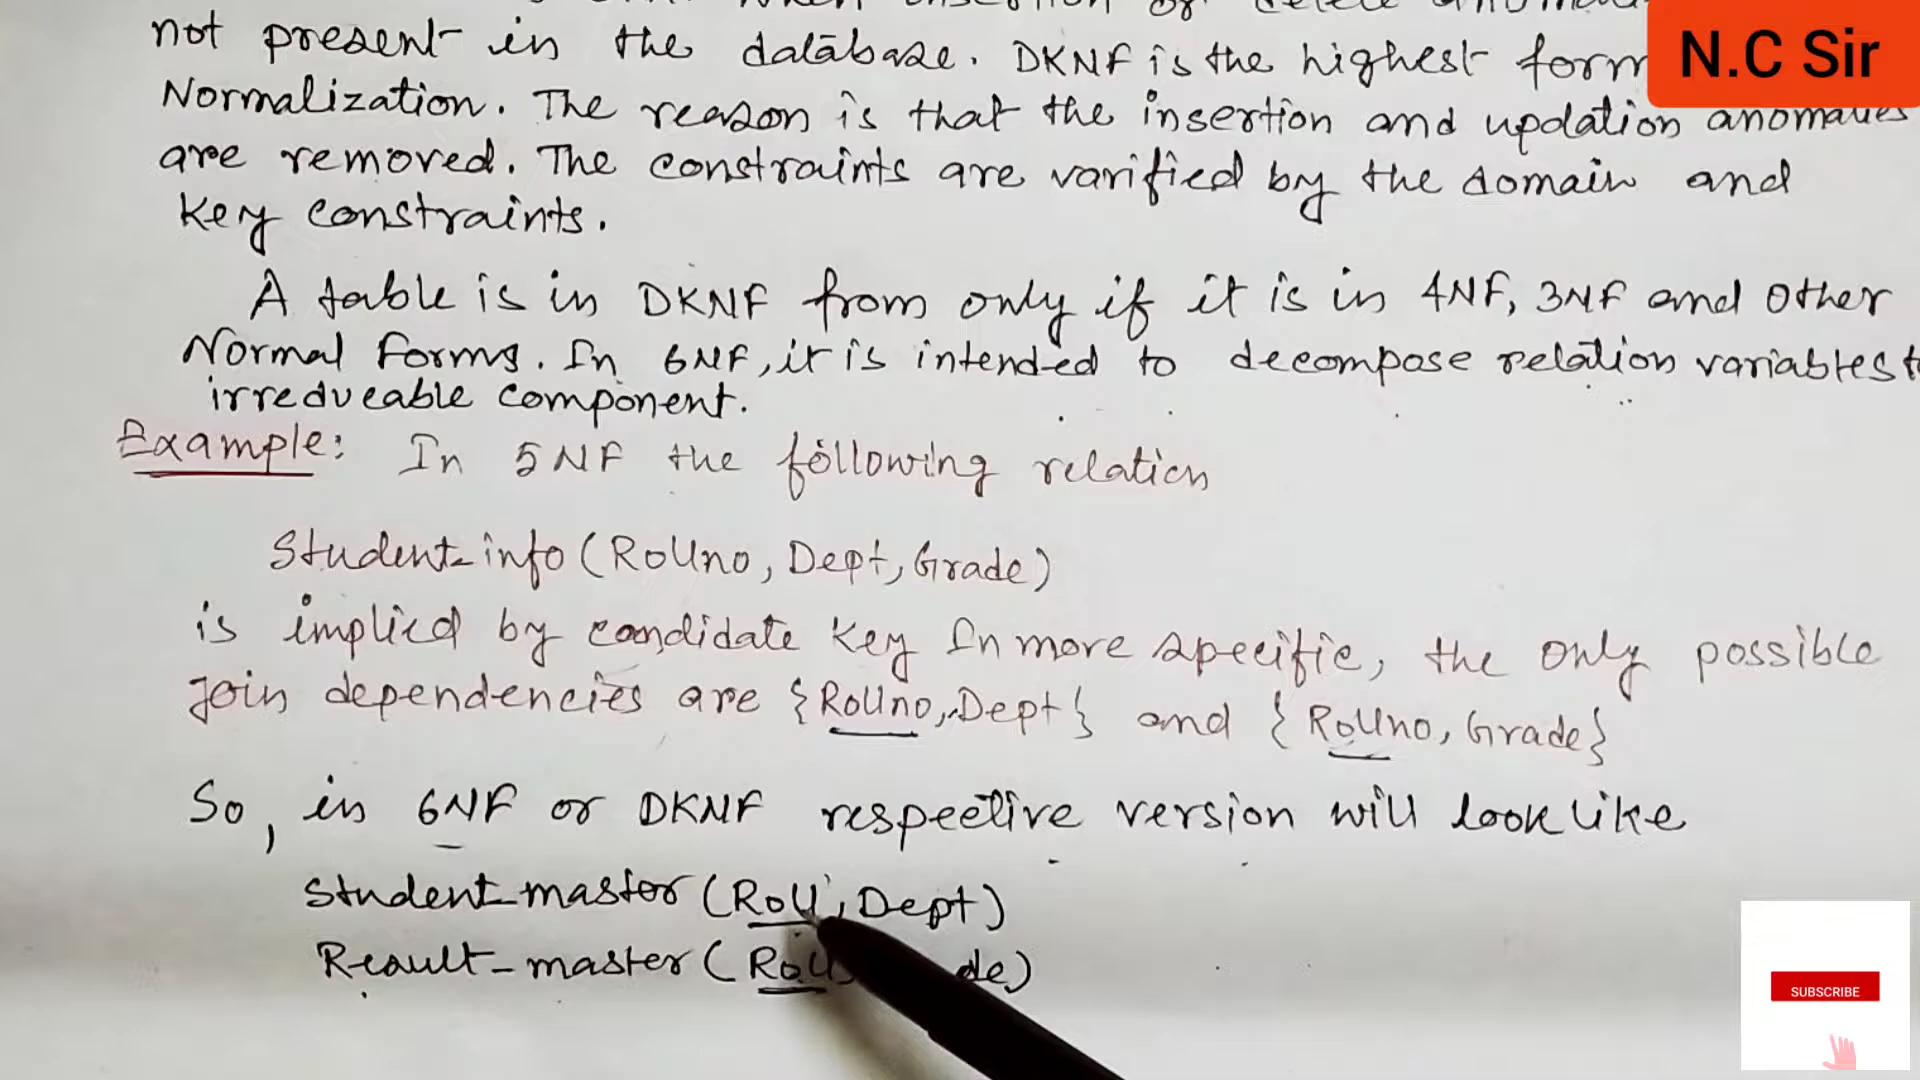 not present in the database. DKNF is the highest form
N.C Sir
Normalization. The reason is that the insertion and updation anomalies
are removed. The constraints are varified by the domain and
Key constraints.
A table is in DKNF from only if it is in 4NF, 3NF and other
Normal Forms. In 6NF, it is intended to decompose relation variables
irreduceable component.
Example: In 5NF the following relation
Student-info (Rollno, Dept, Grade)
is implied by candidate key In more specific, the only possible
Join dependencies are {Rollno, Dept} and {Rollno, Grade}
So, in 6NF or DKNF respective version will look like
Student-master (Roll, Dept)
Result-master (Roll, de)
SUBSCRIBE